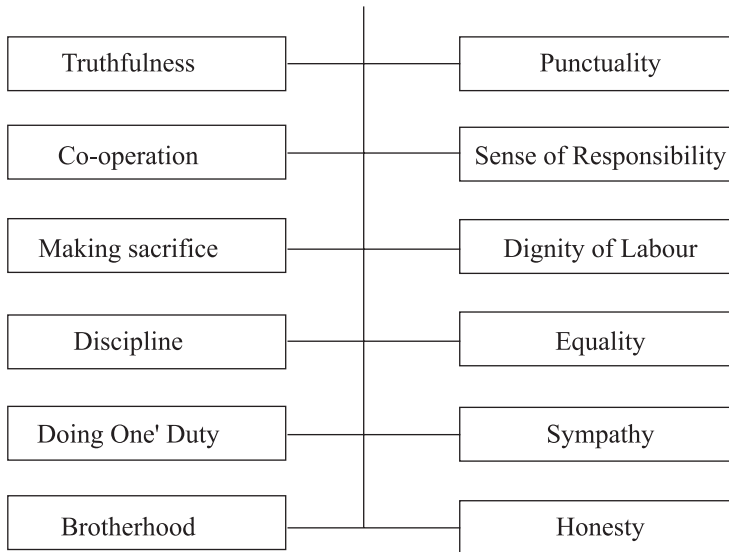 Truthfulness
Punctuality
Co-operation
Sense of Responsibility
Making sacrifice
Dignity of Labour
Discipline
Equality
Doing One' Duty
Sympathy
Brotherhood
Honesty